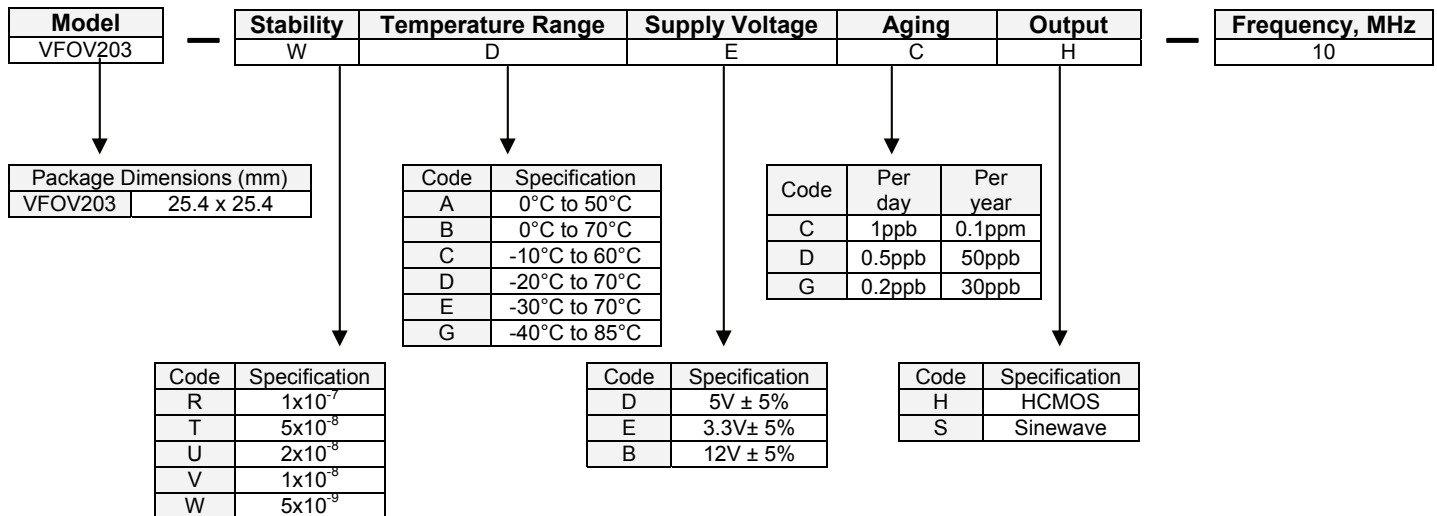 Model — Stability Temperature Range Supply Voltage Aging Output — Frequency, MHz
VFOV203 W D E C H 10
Package Dimensions (mm)
VFOV203 25.4 x 25.4
Code Specification
A 0°C to 50°C
B 0°C to 70°C
C -10°C to 60°C
D -20°C to 70°C
E -30°C to 70°C
G -40°C to 85°C
Code Per day Per year
C 1ppb 0.1ppm
D 0.5ppb 50ppb
G 0.2ppb 30ppb
Code Specification
R 1x10⁻⁷
T 5x10⁻⁸
U 2x10⁻⁸
V 1x10⁻⁸
W 5x10⁻⁹
Code Specification
D 5V ± 5%
E 3.3V± 5%
B 12V ± 5%
Code Specification
H HCMOS
S Sinewave